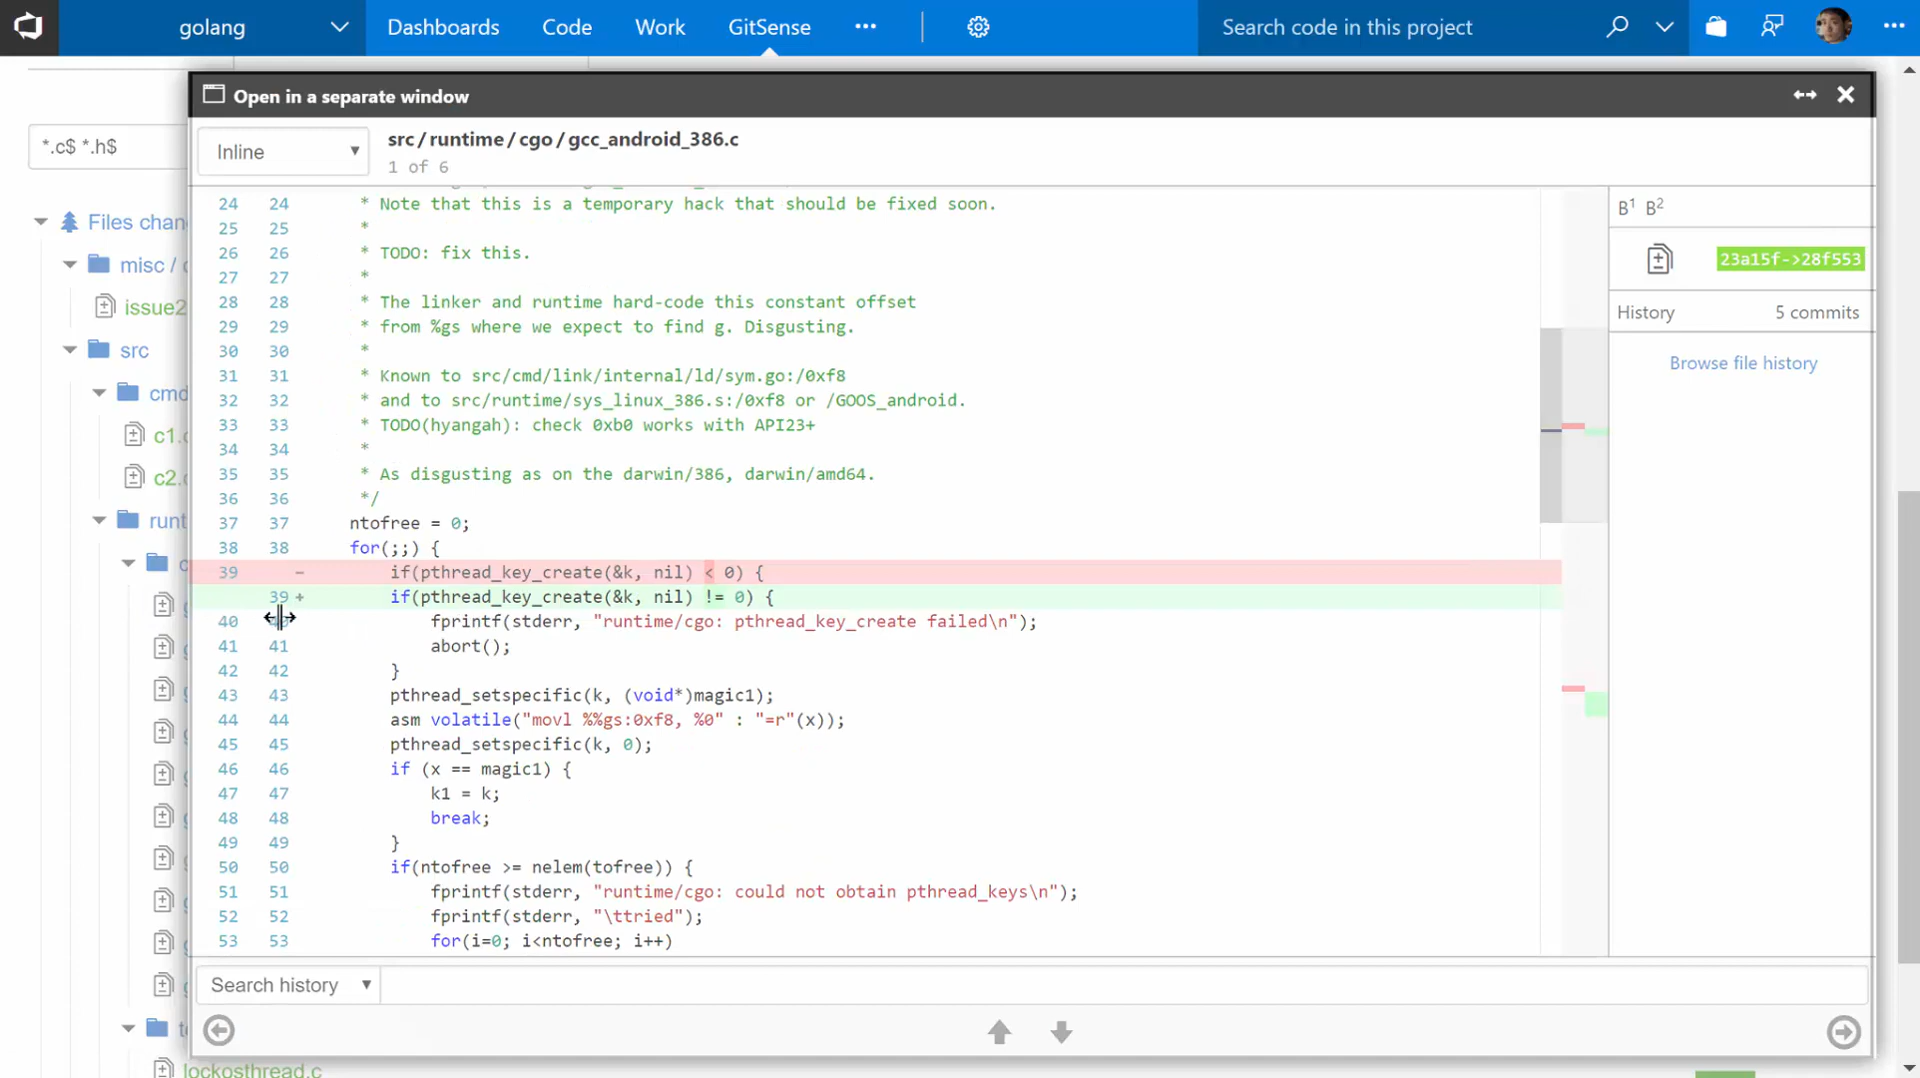 golang Dashboards Code Work GitSense ··· Search code in this project ···
Open in a separate window
*.c$ *.h$
Inline ▼ src/runtime/cgo/gcc_android_386.c
1 of 6
Files chan
misc /
issue2
src
cmd
c1.
c2.
runt
lockosthread.c
24 24 * Note that this is a temporary hack that should be fixed soon.
25 25 *
26 26 * TODO: fix this.
27 27 *
28 28 * The linker and runtime hard-code this constant offset
29 29 * from %gs where we expect to find g. Disgusting.
30 30 *
31 31 * Known to src/cmd/link/internal/ld/sym.go:/0xf8
32 32 * and to src/runtime/sys_linux_386.s:/0xf8 or /GOOS_android.
33 33 * TODO(hyangah): check 0xb0 works with API23+
34 34 *
35 35 * As disgusting as on the darwin/386, darwin/amd64.
36 36 */
37 37 ntofree = 0;
38 38 for(;;) {
39 - if(pthread_key_create(&k, nil) < 0) {
39 + if(pthread_key_create(&k, nil) != 0) {
40 fprintf(stderr, "runtime/cgo: pthread_key_create failed\n");
41 41 abort();
42 42 }
43 43 pthread_setspecific(k, (void*)magic1);
44 44 asm volatile("movl %%gs:0xf8, %0" : "=r"(x));
45 45 pthread_setspecific(k, 0);
46 46 if (x == magic1) {
47 47 k1 = k;
48 48 break;
49 49 }
50 50 if(ntofree >= nelem(tofree)) {
51 51 fprintf(stderr, "runtime/cgo: could not obtain pthread_keys\n");
52 52 fprintf(stderr, "\ttried");
53 53 for(i=0; i<ntofree; i++)
B1 B2
23a15f->28f553
History 5 commits
Browse file history
Search history ▼